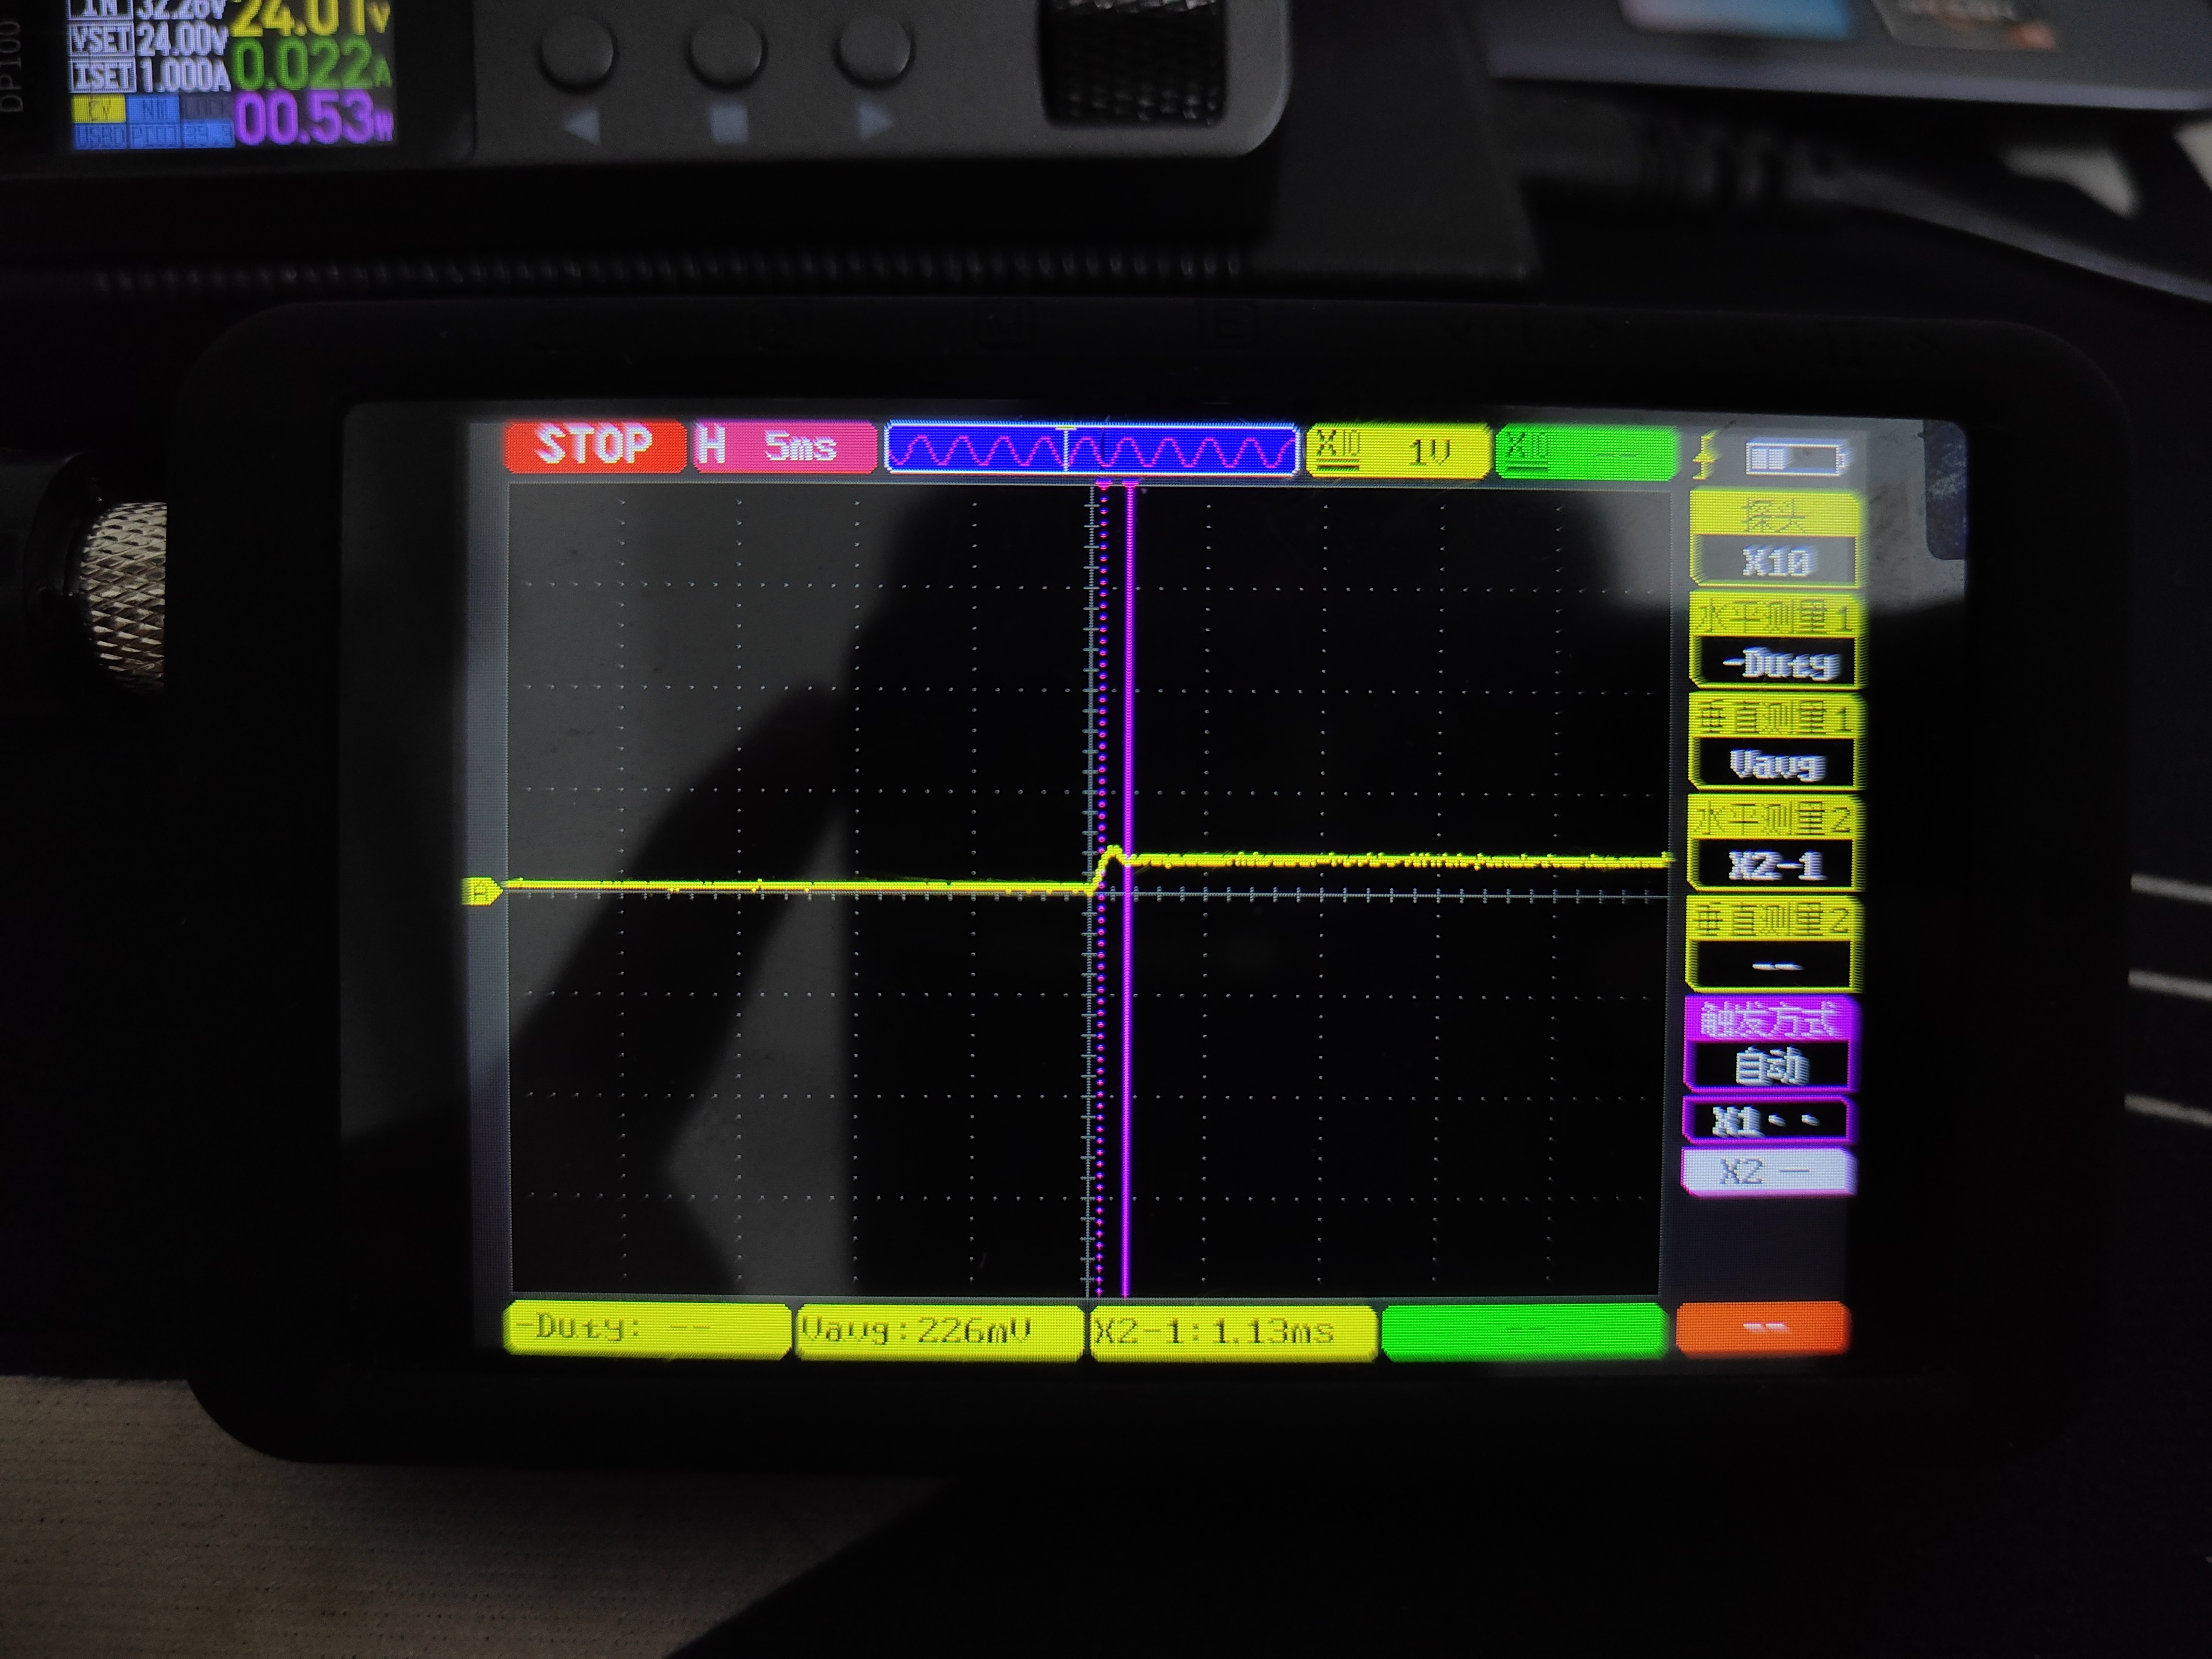 DP100
IN 32.26V 24.01V
VSET 24.00V 0.022A
ISET 1.000A 00.53W
CV
USBD
STOP H 5ms X10 1V X10 --
探头
X10
水平测量1
-Duty
垂直测量1
Vavg
水平测量2
X2-1
垂直测量2
--
触发方式
自动
X1
X2 —
-Duty: -- Vavg:226mV X2-1:1.13ms -- --